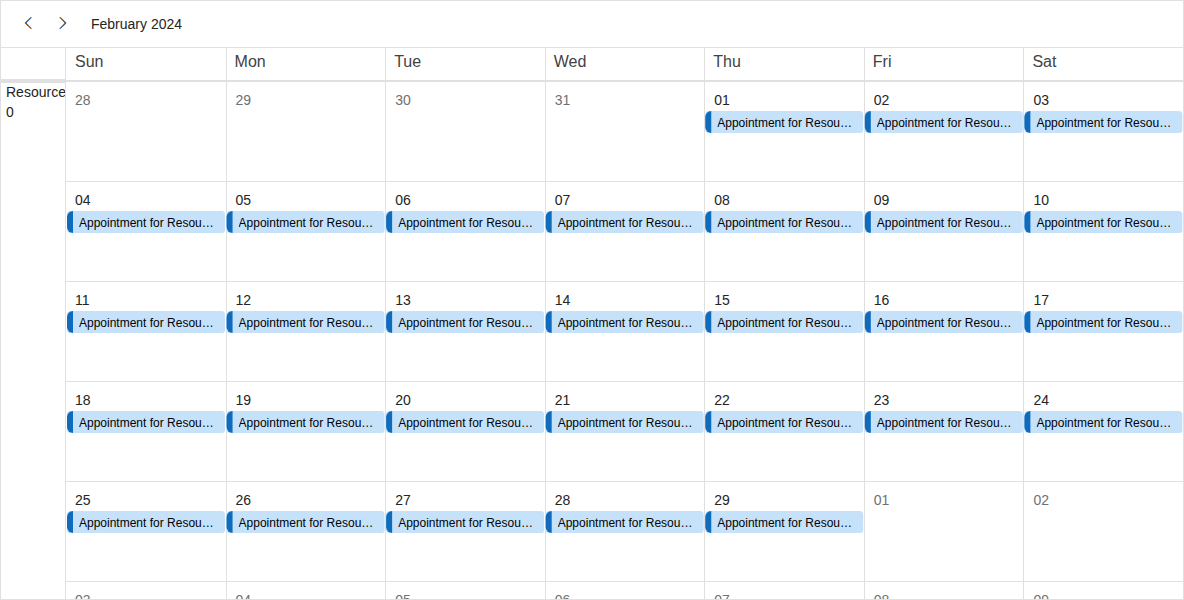 February 2024
Sun Mon Tue Wed Thu Fri Sat
Resource
0
28 29 30 31 01 02 03
Appointment for Resou… Appointment for Resou… Appointment for Resou…
04 05 06 07 08 09 10
Appointment for Resou… Appointment for Resou… Appointment for Resou… Appointment for Resou… Appointment for Resou… Appointment for Resou… Appointment for Resou…
11 12 13 14 15 16 17
Appointment for Resou… Appointment for Resou… Appointment for Resou… Appointment for Resou… Appointment for Resou… Appointment for Resou… Appointment for Resou…
18 19 20 21 22 23 24
Appointment for Resou… Appointment for Resou… Appointment for Resou… Appointment for Resou… Appointment for Resou… Appointment for Resou… Appointment for Resou…
25 26 27 28 29 01 02
Appointment for Resou… Appointment for Resou… Appointment for Resou… Appointment for Resou… Appointment for Resou…
03 04 05 06 07 08 09